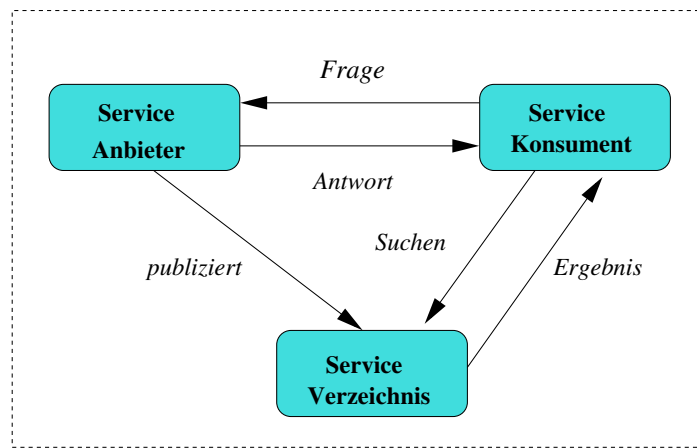 Frage
Service
Anbieter
Service
Konsument
Antwort
publiziert
Suchen
Ergebnis
Service
Verzeichnis